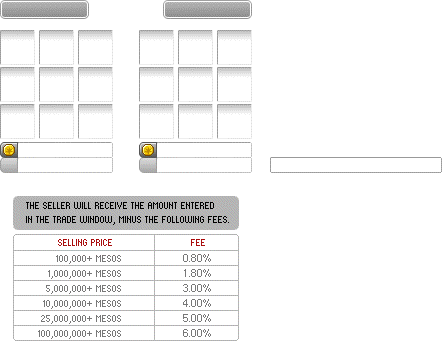 THE SELLER WILL RECEIVE THE AMOUNT ENTERED
IN THE TRADE WINDOW, MINUS THE FOLLOWING FEES.
SELLING PRICE FEE
100,000+ MESOS 0.80%
1,000,000+ MESOS 1.80%
5,000,000+ MESOS 3.00%
10,000,000+ MESOS 4.00%
25,000,000+ MESOS 5.00%
100,000,000+ MESOS 6.00%